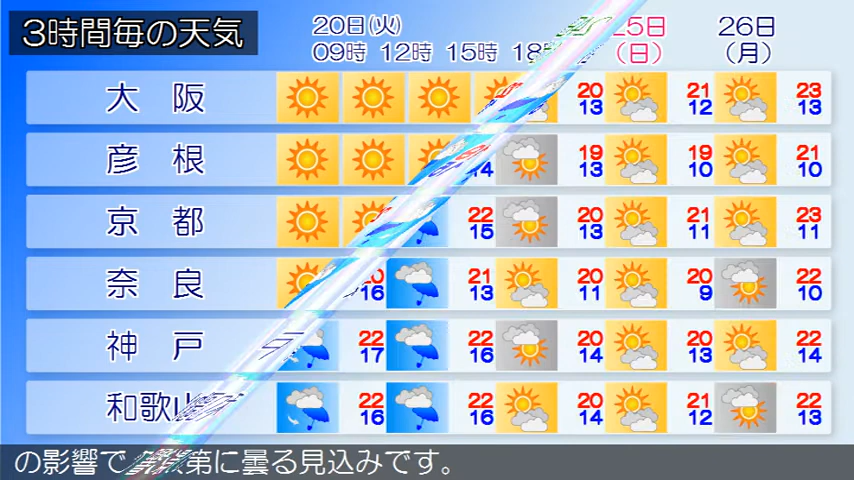 3時間毎の天気
20日(火)
09時 12時 15時 18
25日
(日)
26日
(月)
大阪 20 13 21 12 23 13
彦根 14 19 13 19 10 21 10
京都 22 15 20 13 21 11 23 11
奈良 20 16 21 13 20 11 20 9 22 10
神戸 22 17 22 16 20 14 20 13 22 14
和歌山 22 16 22 16 20 14 21 12 22 13
の影響で
第に曇る見込みです。